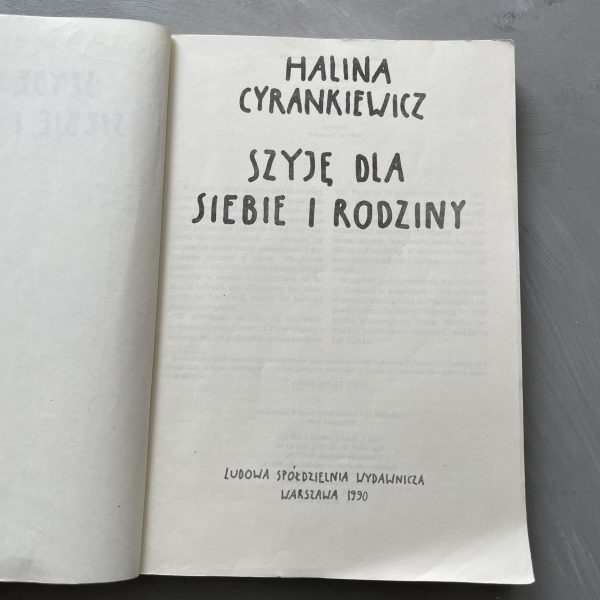 HALINA
CYRANKIEWICZ
SZYJĘ DLA
SIEBIE I RODZINY
LUDOWA SPÓŁDZIELNIA WYDAWNICZA
WARSZAWA 1990